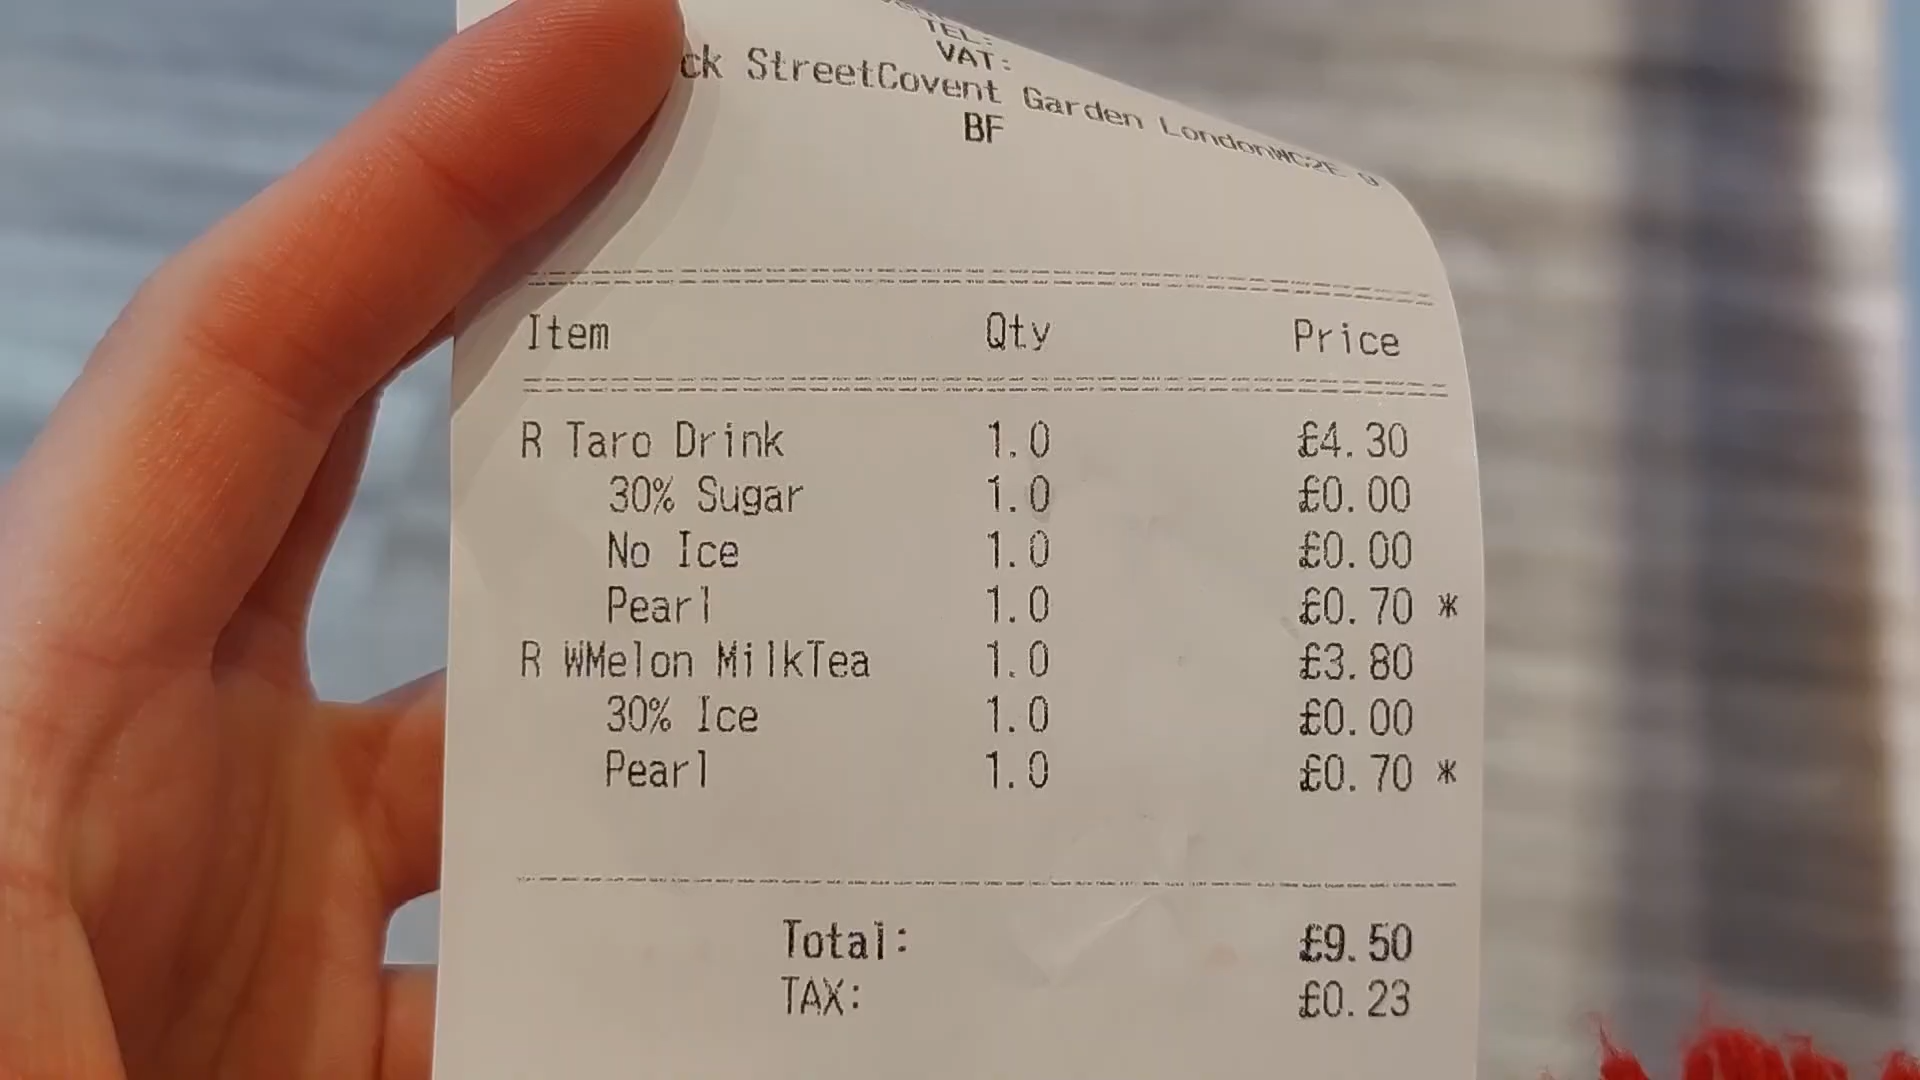 TEL:
VAT:
ck StreetCovent Garden LondonWC2E 9
BF
Item Qty Price
R Taro Drink 1.0 £4.30
30% Sugar 1.0 £0.00
No Ice 1.0 £0.00
Pearl 1.0 £0.70 *
R WMelon MilkTea 1.0 £3.80
30% Ice 1.0 £0.00
Pearl 1.0 £0.70 *
Total: £9.50
TAX: £0.23